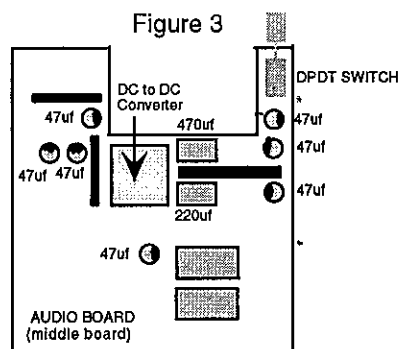 Figure 3
DC to DC
Converter
DPDT SWITCH
47uf
470uf
47uf
47uf
47uf
47uf
47uf
220uf
47uf
AUDIO BOARD
(middle board)